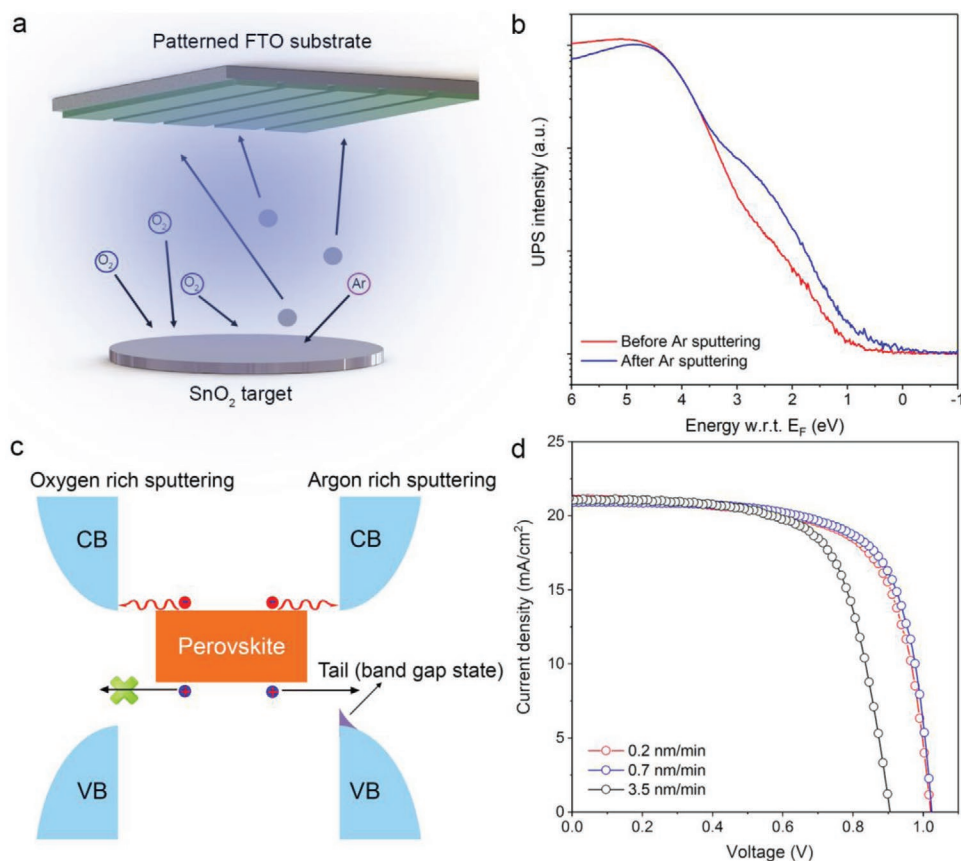 a
Patterned FTO substrate
O₂
O₂
O₂
Ar
SnO₂ target
b
UPS intensity (a.u.)
Before Ar sputtering
After Ar sputtering
6 5 4 3 2 1 0 -1
Energy w.r.t. E_F (eV)
c
Oxygen rich sputtering Argon rich sputtering
CB CB
Perovskite
Tail (band gap state)
VB VB
d
Current density (mA/cm²)
25
20
15
10
5
0
0.2 nm/min
0.7 nm/min
3.5 nm/min
0.0 0.2 0.4 0.6 0.8 1.0
Voltage (V)